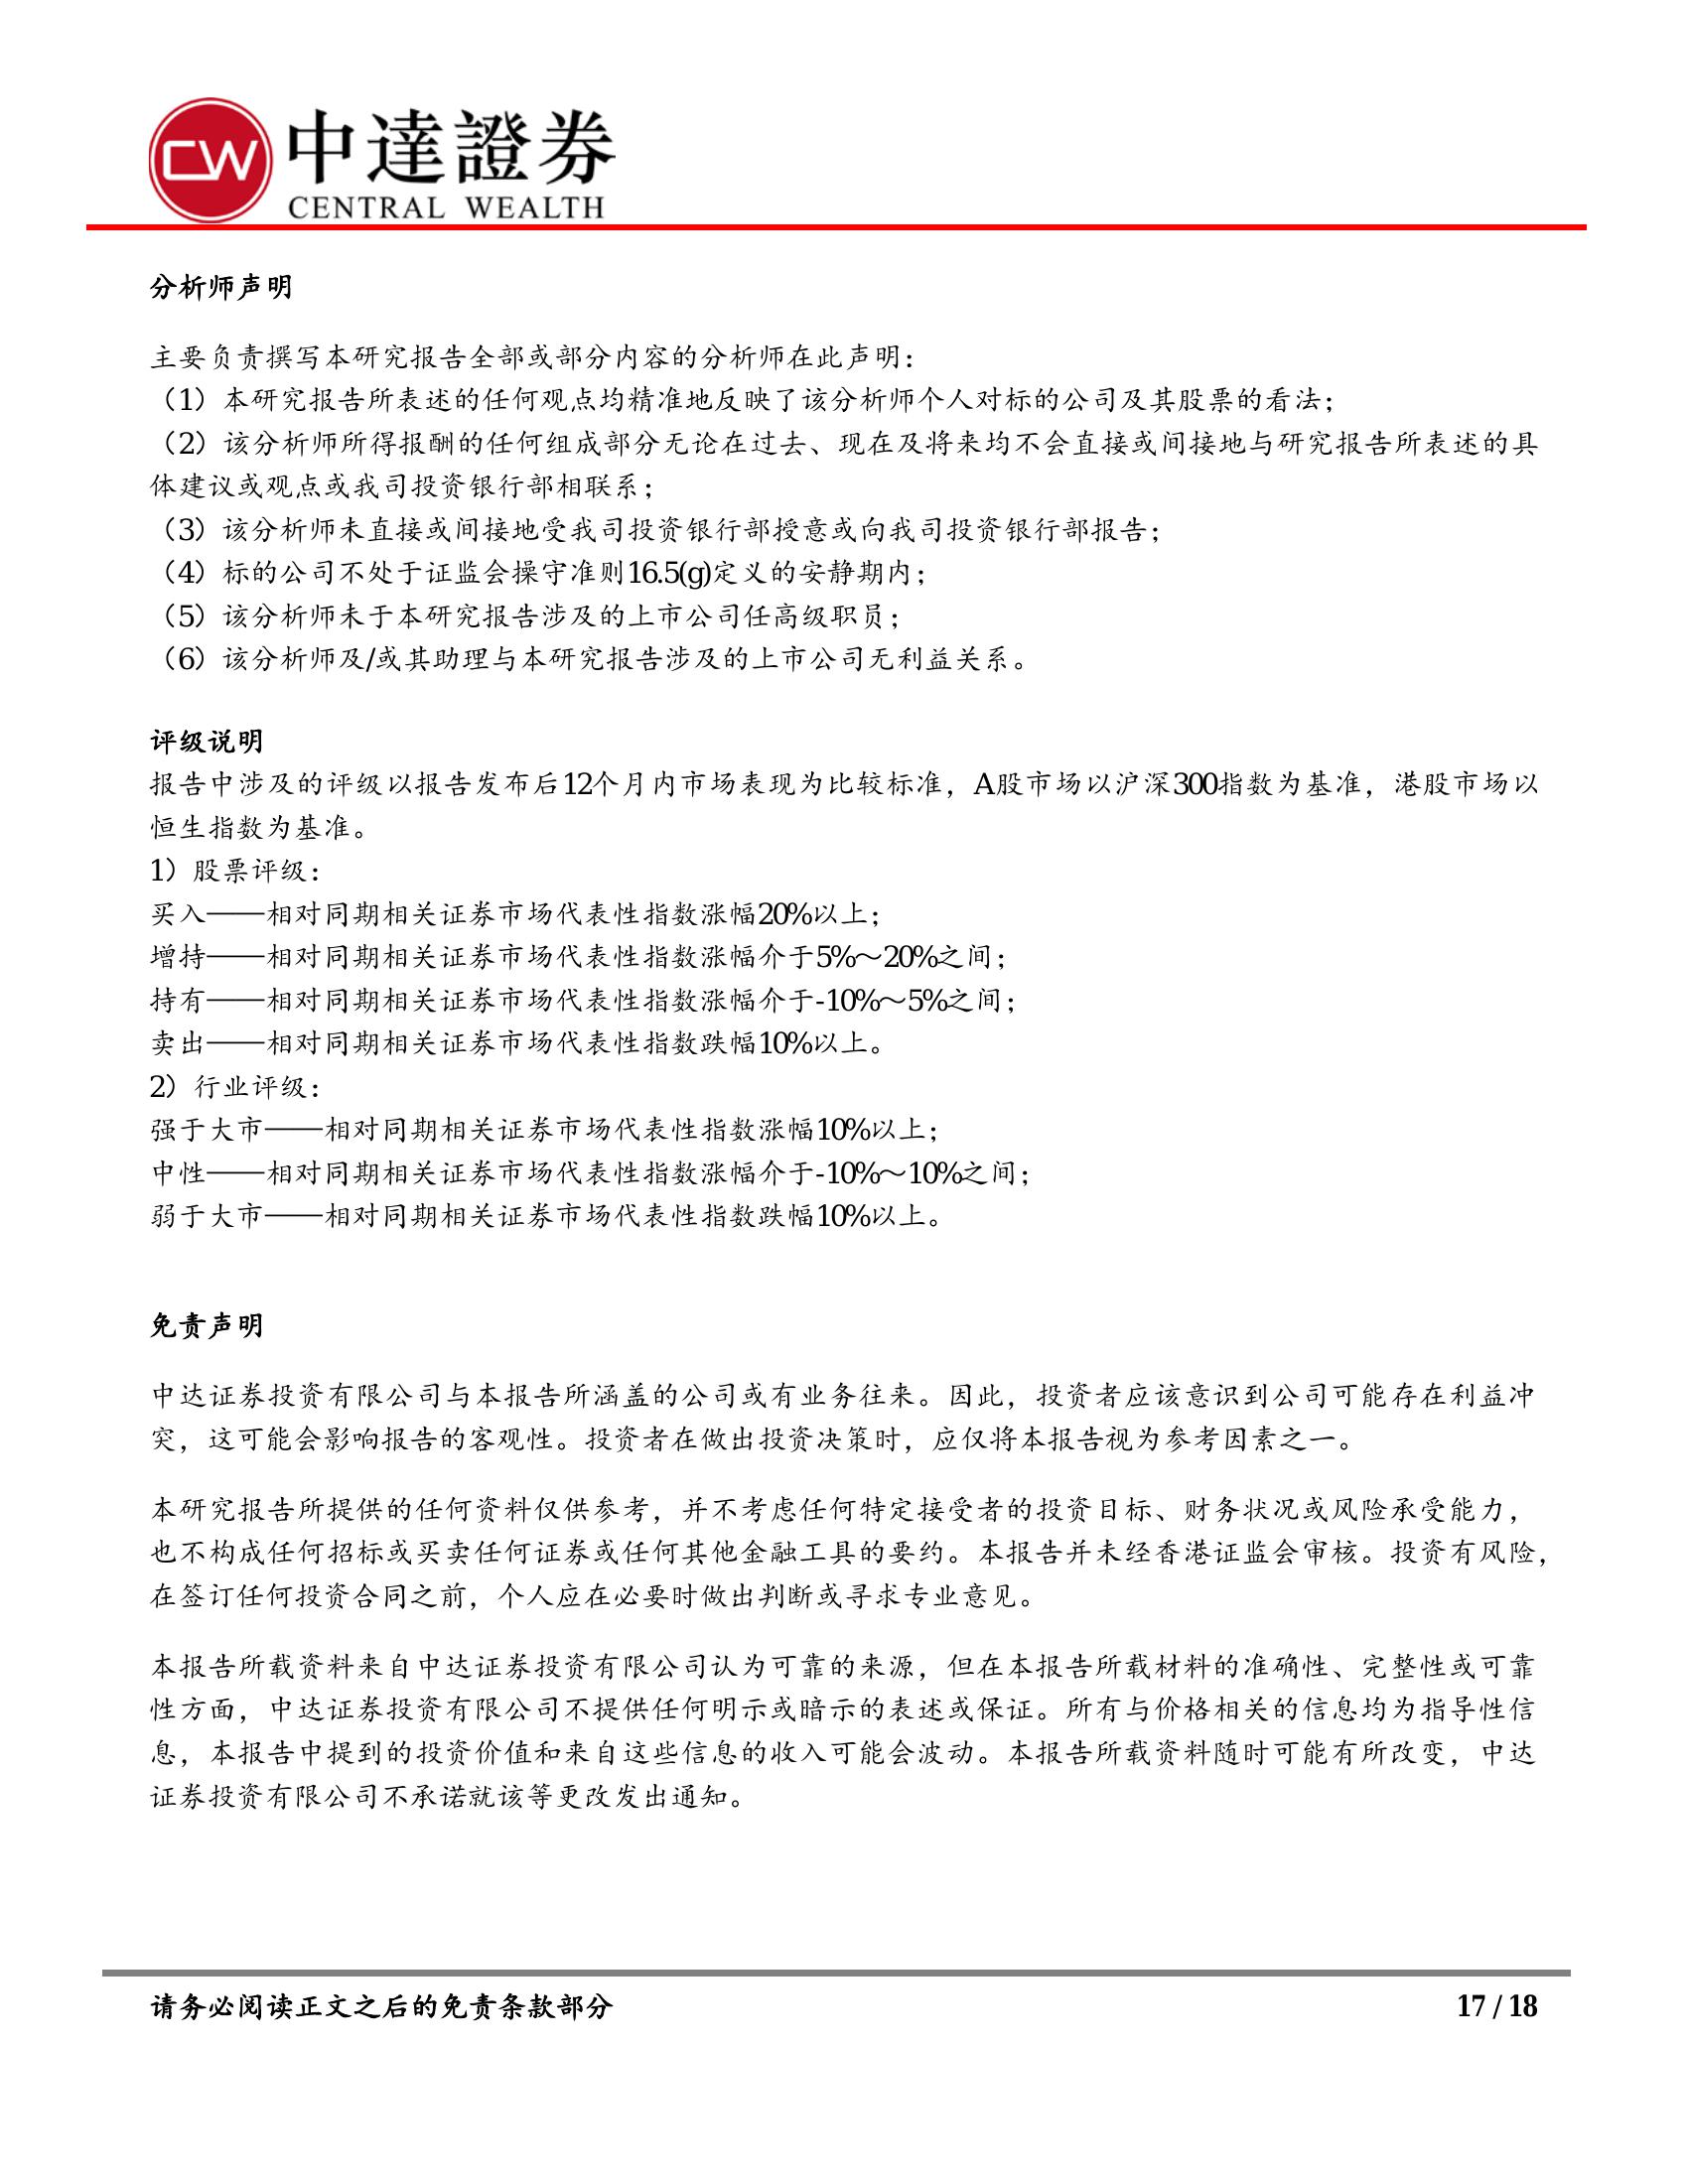 CW 中達證券
CENTRAL WEALTH
分析师声明
主要负责撰写本研究报告全部或部分内容的分析师在此声明：
（1）本研究报告所表述的任何观点均精准地反映了该分析师个人对标的公司及其股票的看法；
（2）该分析师所得报酬的任何组成部分无论在过去、现在及将来均不会直接或间接地与研究报告所表述的具
体建议或观点或我司投资银行部相联系；
（3）该分析师未直接或间接地受我司投资银行部授意或向我司投资银行部报告；
（4）标的公司不处于证监会操守准则16.5(g)定义的安静期内；
（5）该分析师未于本研究报告涉及的上市公司任高级职员；
（6）该分析师及/或其助理与本研究报告涉及的上市公司无利益关系。
评级说明
报告中涉及的评级以报告发布后12个月内市场表现为比较标准，A股市场以沪深300指数为基准，港股市场以
恒生指数为基准。
1）股票评级：
买入——相对同期相关证券市场代表性指数涨幅20%以上；
增持——相对同期相关证券市场代表性指数涨幅介于5%～20%之间；
持有——相对同期相关证券市场代表性指数涨幅介于-10%～5%之间；
卖出——相对同期相关证券市场代表性指数跌幅10%以上。
2）行业评级：
强于大市——相对同期相关证券市场代表性指数涨幅10%以上；
中性——相对同期相关证券市场代表性指数涨幅介于-10%～10%之间；
弱于大市——相对同期相关证券市场代表性指数跌幅10%以上。
免责声明
中达证券投资有限公司与本报告所涵盖的公司或有业务往来。因此，投资者应该意识到公司可能存在利益冲
突，这可能会影响报告的客观性。投资者在做出投资决策时，应仅将本报告视为参考因素之一。
本研究报告所提供的任何资料仅供参考，并不考虑任何特定接受者的投资目标、财务状况或风险承受能力，
也不构成任何招标或买卖任何证券或任何其他金融工具的要约。本报告并未经香港证监会审核。投资有风险，
在签订任何投资合同之前，个人应在必要时做出判断或寻求专业意见。
本报告所载资料来自中达证券投资有限公司认为可靠的来源，但在本报告所载材料的准确性、完整性或可靠
性方面，中达证券投资有限公司不提供任何明示或暗示的表述或保证。所有与价格相关的信息均为指导性信
息，本报告中提到的投资价值和来自这些信息的收入可能会波动。本报告所载资料随时可能有所改变，中达
证券投资有限公司不承诺就该等更改发出通知。
请务必阅读正文之后的免责条款部分 17 / 18